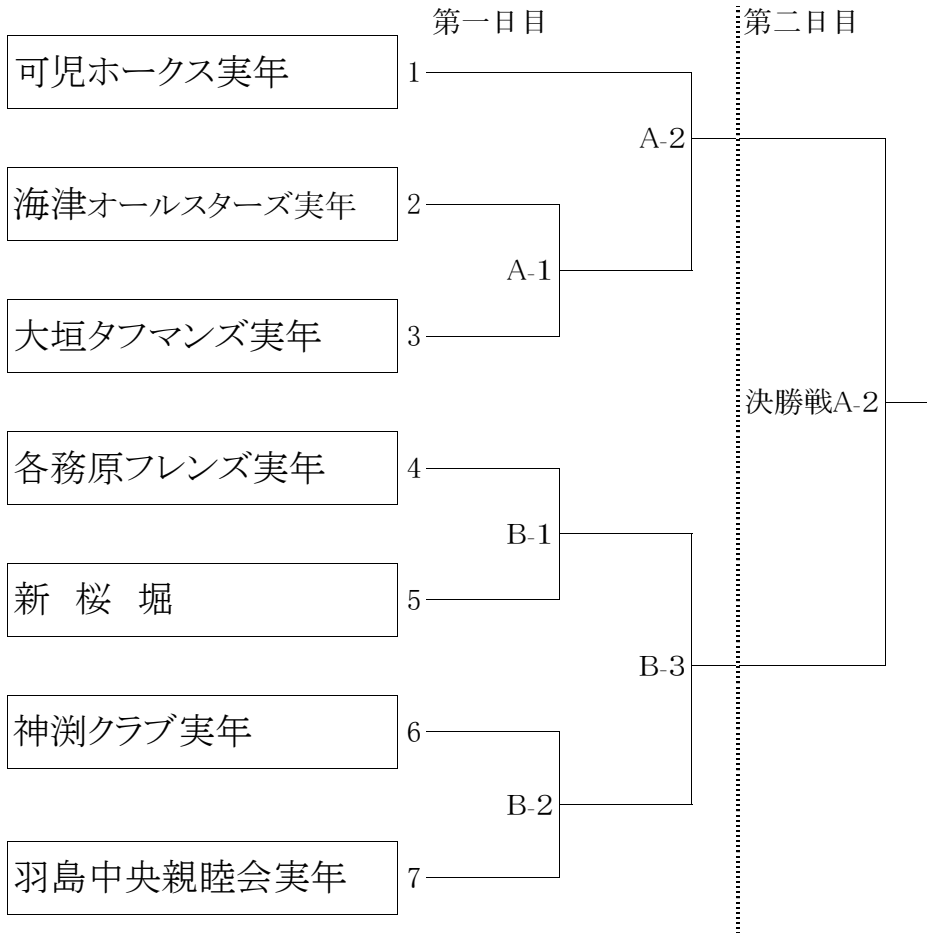 第一日目
第二日目
可児ホークス実年
1
A-2
海津オールスターズ実年
2
A-1
大垣タフマンズ実年
3
決勝戦A-2
各務原フレンズ実年
4
B-1
新 桜 堀
5
B-3
神渕クラブ実年
6
B-2
羽島中央親睦会実年
7